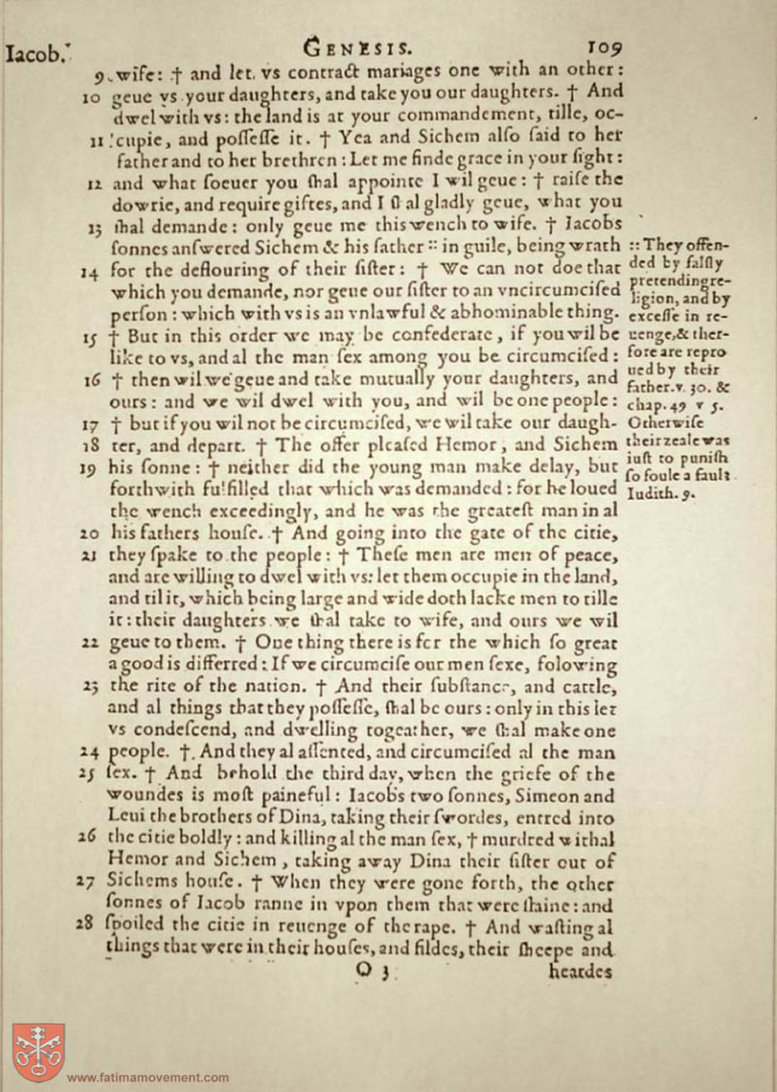 Iacob.
GENESIS.
109
9 wife: † and let vs contract mariages one with an other:
10 geue vs your daughters, and take you our daughters. † And
dwel with vs: the land is at your commandement, tille, oc-
11 cupie, and poſſeſſe it. † Yea and Sichem alſo ſaid to her
father and to her brethren: Let me finde grace in your ſight:
12 and what ſoeuer you ſhal appointe I wil geue: † raiſe the
dowrie, and require giftes, and I ſhal gladly geue, what you
13 ſhal demande: only geue me this wench to wife. † Iacobs
ſonnes anſwered Sichem & his father :: in guile, being wrath
14 for the deflouring of their ſiſter: † We can not doe that
which you demande, nor geue our ſiſter to an vncircumciſed
perſon: which with vs is an vnlawful & abhominable thing.
15 † But in this order we may be confederate, if you wil be
like to vs, and al the man ſex among you be circumciſed:
16 † then wil we geue and take mutually your daughters, and
ours: and we wil dwel with you, and wil be one people:
17 † but if you wil not be circumciſed, we wil take our daugh-
18 ter, and depart. † The offer pleaſed Hemor, and Sichem
19 his ſonne: † neither did the young man make delay, but
forthwith fulfilled that which was demanded: for he loued
the wench exceedingly, and he was the greateſt man in al
20 his fathers houſe. † And going into the gate of the citie,
21 they ſpake to the people: † Theſe men are men of peace,
and are willing to dwel with vs: let them occupie in the land,
and til it, which being large and wide doth lacke men to tille
it: their daughters we ſhal take to wife, and ours we wil
22 geue to them. † One thing there is for the which ſo great
a good is differred: If we circumciſe our men ſexe, folowing
23 the rite of the nation. † And their ſubſtance, and cattle,
and al things that they poſſeſſe, ſhal be ours: only in this let
vs condeſcend, and dwelling togeather, we ſhal make one
24 people. † And they al aſſented, and circumciſed al the man
25 ſex. † And behold the third day, when the griefe of the
woundes is moſt paineful: Iacobs two ſonnes, Simeon and
Leui the brothers of Dina, taking their ſwordes, entred into
26 the citie boldly: and killing al the man ſex, † murdred withal
Hemor and Sichem, taking away Dina their ſiſter out of
27 Sichems houſe. † When they were gone forth, the other
ſonnes of Iacob ranne in vpon them that were ſlaine: and
28 ſpoiled the citie in reuenge of the rape. † And waſting al
things that were in their houſes, and fildes, their ſheepe and
O 3
heardes
:: They offen-
ded by falſly
pretending re-
ligion, and by
exceſſe in re-
uenge, & ther-
fore are repro
ued by their
father. v. 30. &
chap. 49 v 5.
Otherwiſe
their zeale was
iuſt to puniſh
ſo foule a fault
Iudith. 9.
www.fatimamovement.com